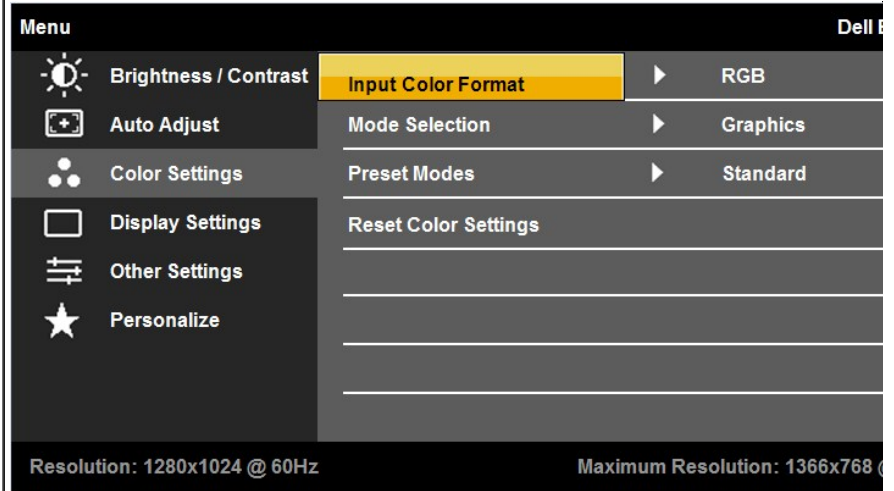 Menu Dell E
Brightness / Contrast Input Color Format RGB
Auto Adjust Mode Selection Graphics
Color Settings Preset Modes Standard
Display Settings Reset Color Settings
Other Settings
Personalize
Resolution: 1280x1024 @ 60Hz Maximum Resolution: 1366x768 @